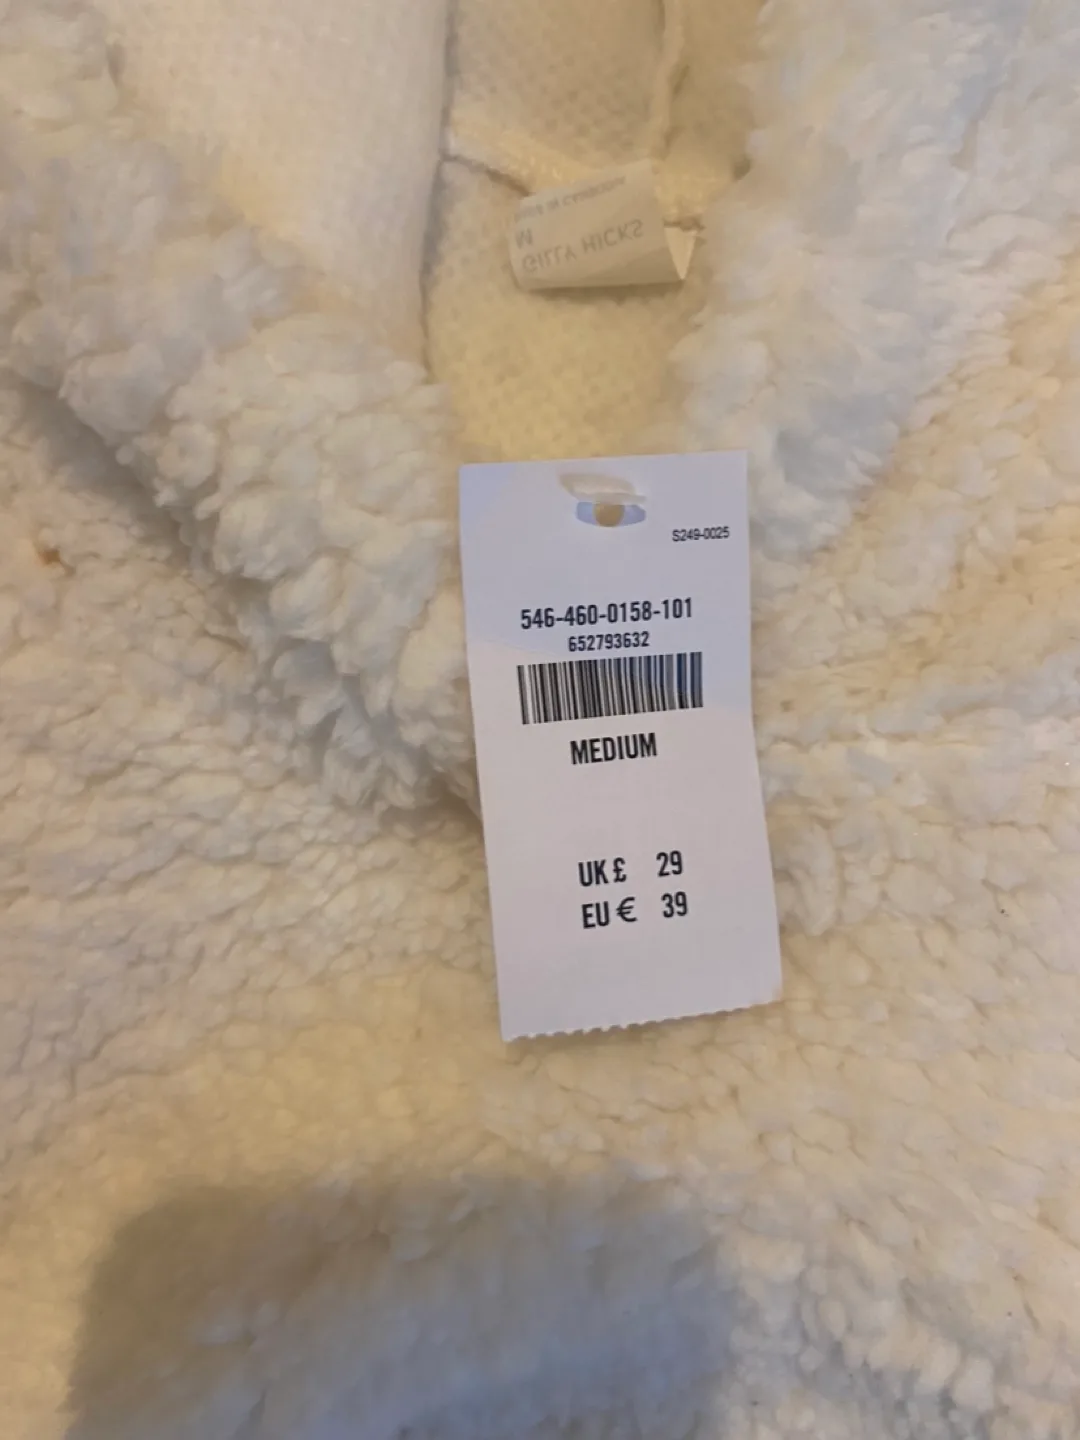 GILLY HICKS
M
S249-0025
546-460-0158-101
652793632
MEDIUM
UK £ 29
EU € 39